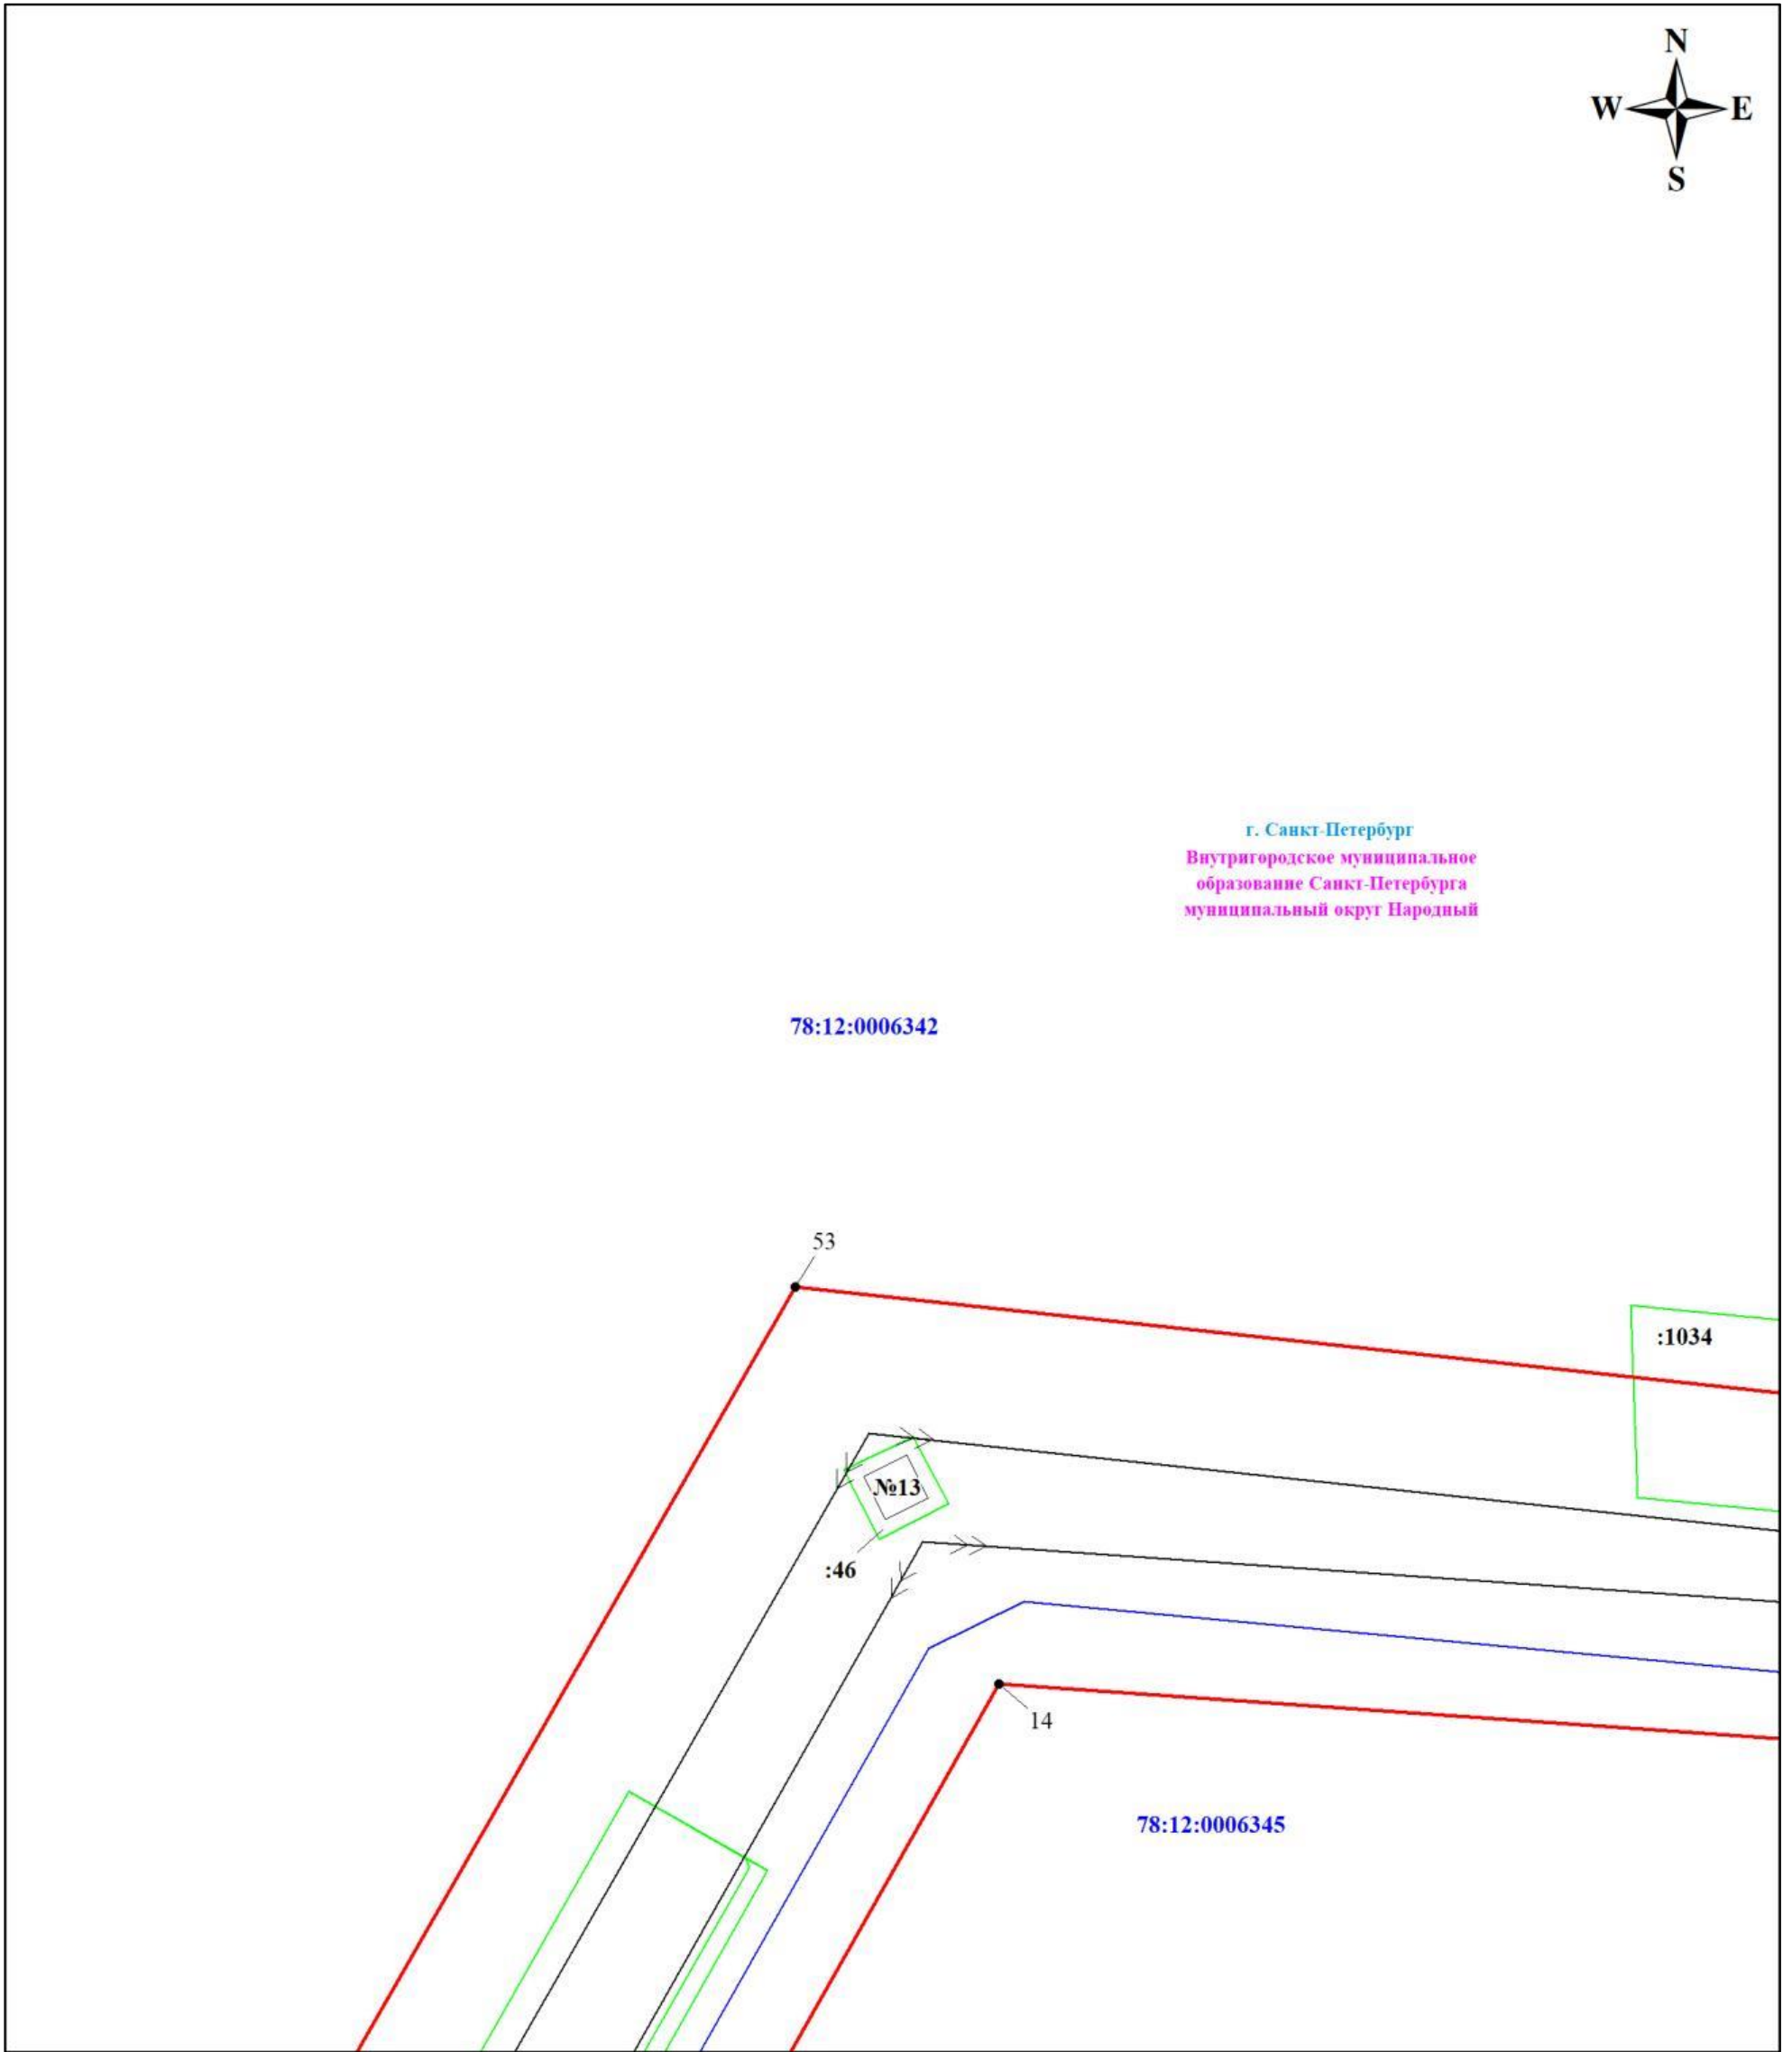 N
W E
S
г. Санкт-Петербург
Внутригородское муниципальное
образование Санкт-Петербурга
муниципальный округ Народный
78:12:0006342
53
:1034
№13
:46
14
78:12:0006345